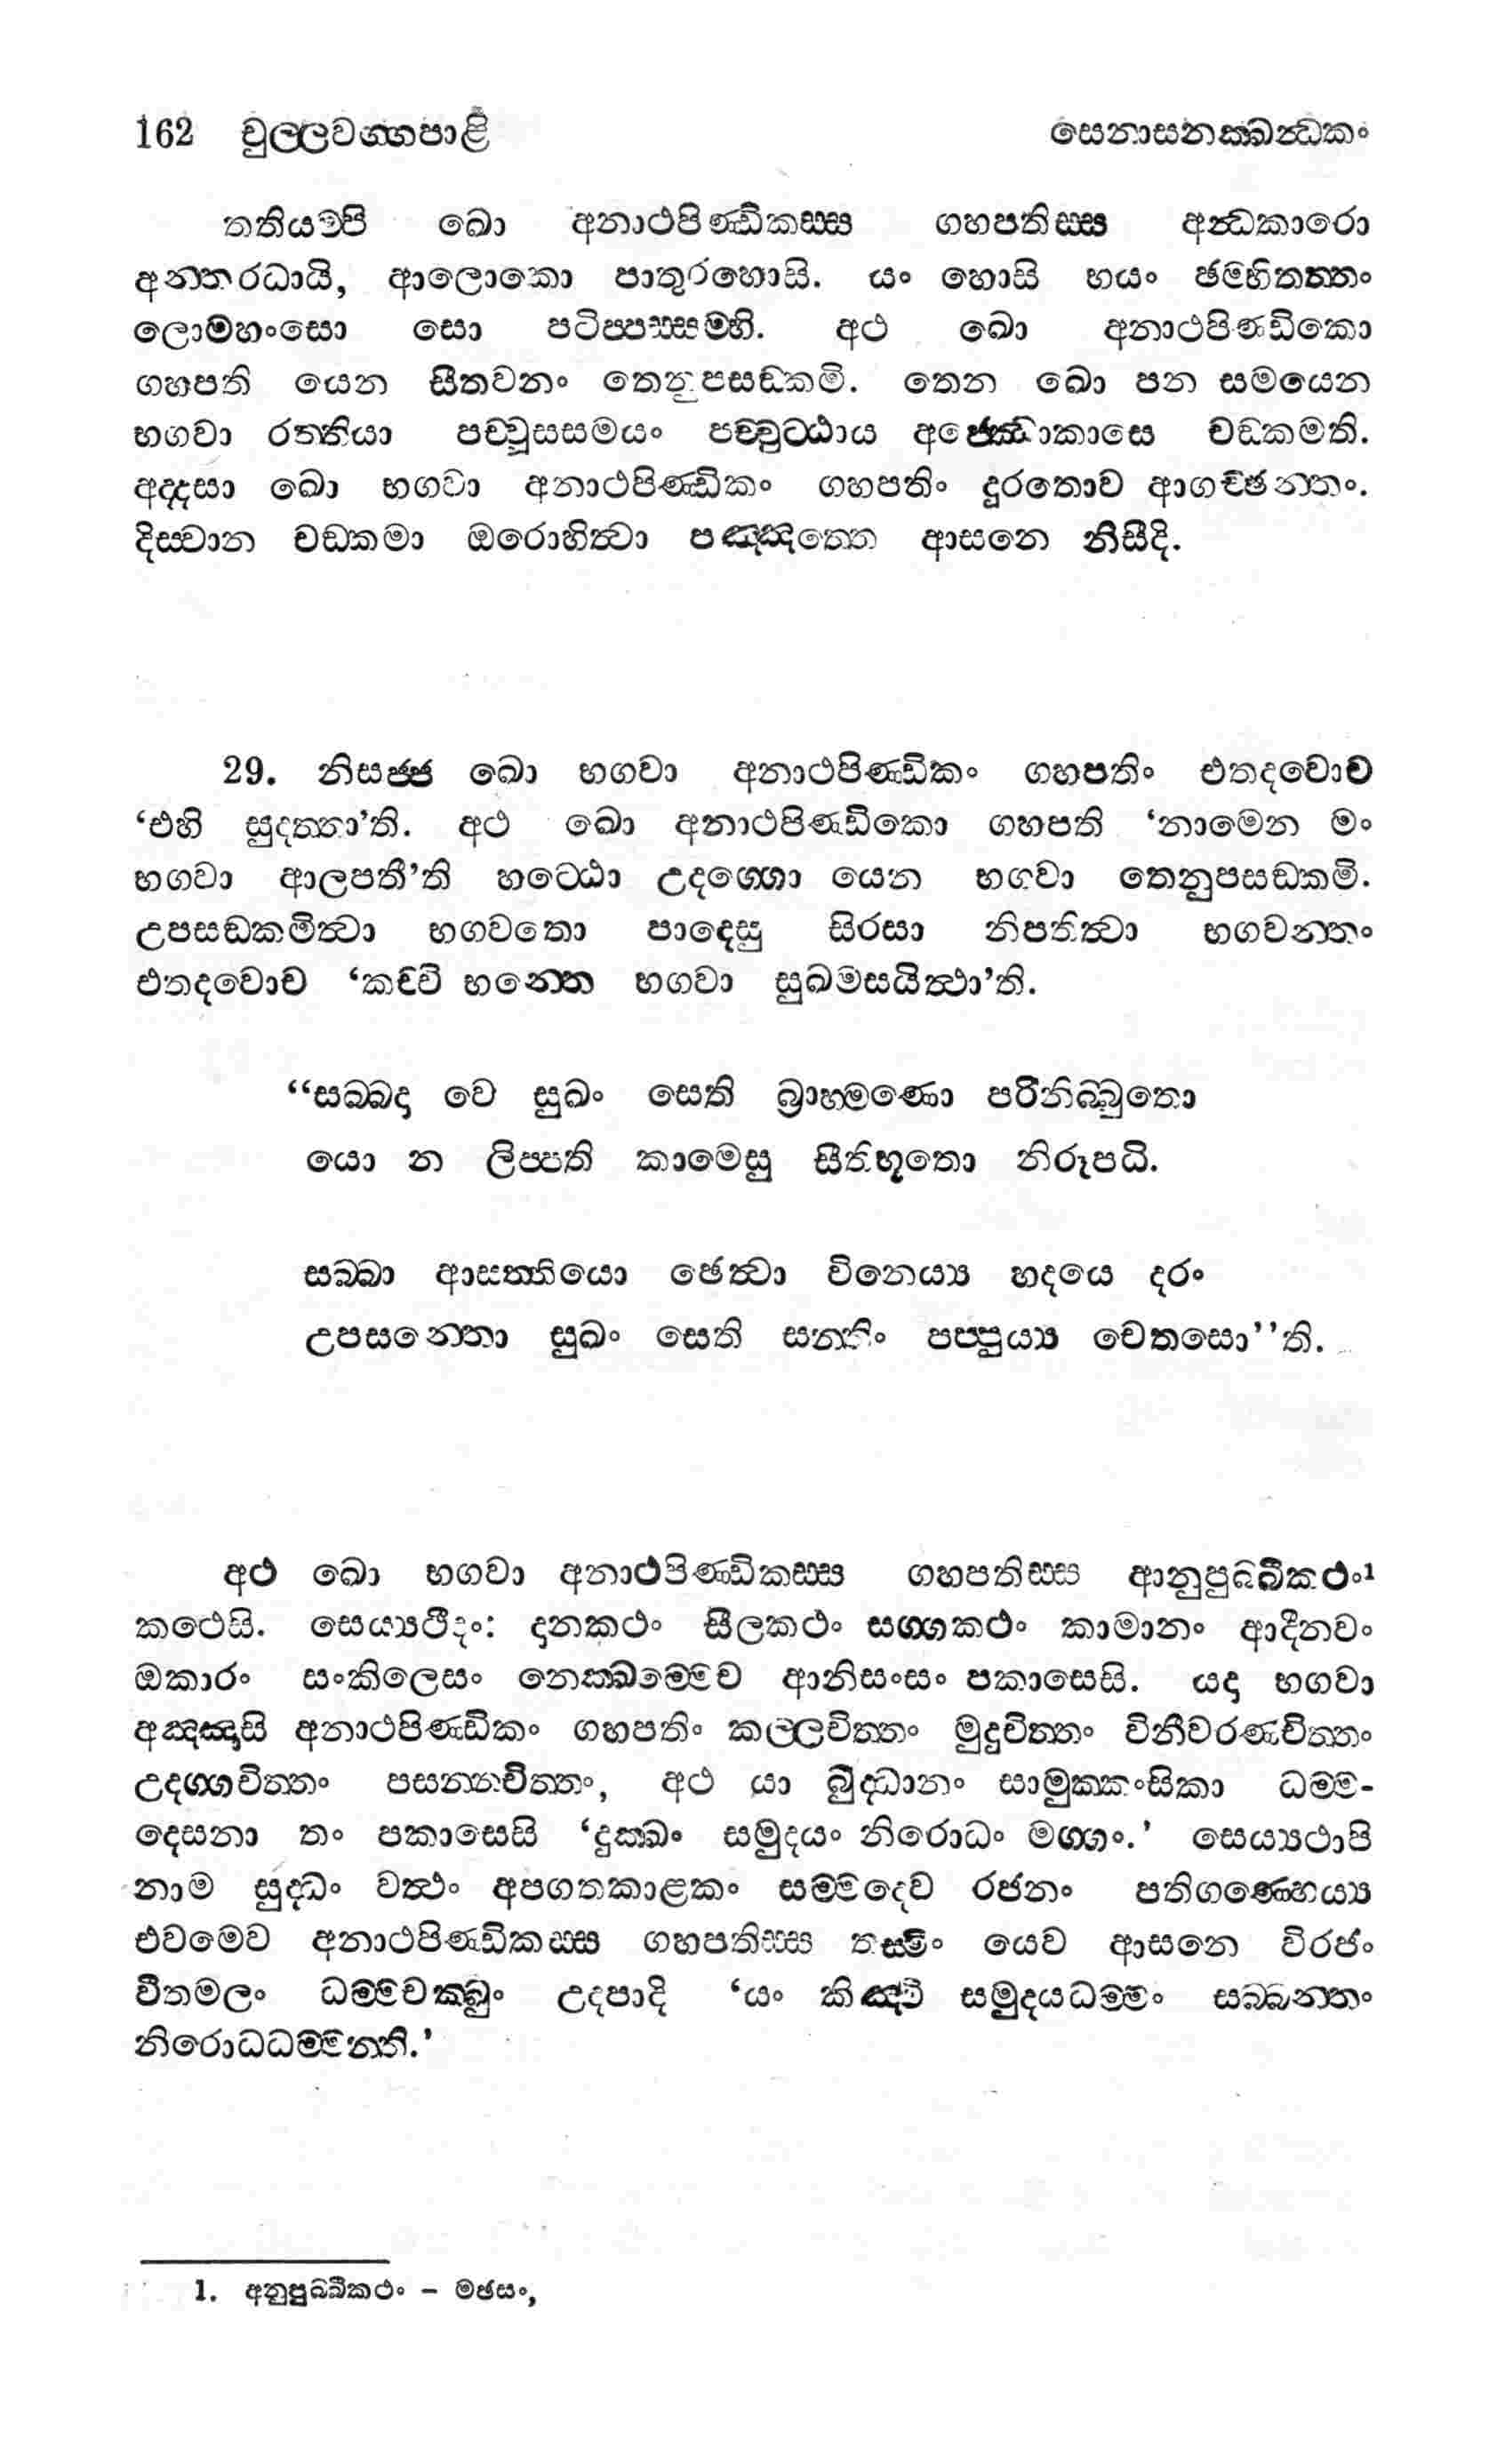 162 චුල්ලවග්ගපාළි සෙනාසනක්ඛන්ධකං
තතියම්පි ඛො අනාථපිණ්ඩිකස්ස ගහපතිස්ස අන්ධකාරො
අන්තරධායි, ආලොකො පාතුරහොසි. යං හොසි භයං ඡම්භිතත්තං
ලොමහංසො සො පටිප්පස්සම්භි. අථ ඛො අනාථපිණ්ඩිකො
ගහපති යෙන සීතවනං තෙනුපසඞ්කමි. තෙන ඛො පන සමයෙන
භගවා රත්තියා පච්චූසසමයං පච්චුට්ඨාය අජ්ඣොකාසෙ චඞ්කමති.
අද්දසා ඛො භගවා අනාථපිණ්ඩිකං ගහපතිං දූරතොව ආගච්ඡන්තං.
දිස්වාන චඞ්කමා ඔරොහිත්වා පඤ්ඤත්තෙ ආසනෙ නිසීදි.
29. නිසජ්ජ ඛො භගවා අනාථපිණ්ඩිකං ගහපතිං එතදවොච
‘එහි සුදත්තා’ති. අථ ඛො අනාථපිණ්ඩිකො ගහපති ‘නාමෙන මං
භගවා ආලපතී’ති හට්ඨො උදග්ගො යෙන භගවා තෙනුපසඞ්කමි.
උපසඞ්කමිත්වා භගවතො පාදෙසු සිරසා නිපතිත්වා භගවන්තං
එතදවොච ‘කච්චි භන්තෙ භගවා සුඛමසයිත්ථා’ති.
“සබ්බදා වෙ සුඛං සෙති බ්‍රාහ්මණො පරිනිබ්බුතො
යො න ලිප්පති කාමෙසු සීතිභූතො නිරූපධි.
සබ්බා ආසත්තියො ඡෙත්වා විනෙය්‍ය හදයෙ දරං
උපසන්තො සුඛං සෙති සන්තිං පප්පුය්‍ය චෙතසො”ති.
අථ ඛො භගවා අනාථපිණ්ඩිකස්ස ගහපතිස්ස ආනුපුබ්බීකථං¹
කථෙසි. සෙය්‍යථීදං: දානකථං සීලකථං සග්ගකථං කාමානං ආදීනවං
ඔකාරං සංකිලෙසං නෙක්ඛම්මෙ ච ආනිසංසං පකාසෙසි. යදා භගවා
අඤ්ඤාසි අනාථපිණ්ඩිකං ගහපතිං කල්ලචිත්තං මුදුචිත්තං විනීවරණචිත්තං
උදග්ගචිත්තං පසන්නචිත්තං, අථ යා බුද්ධානං සාමුක්කංසිකා ධම්ම-
දෙසනා තං පකාසෙසි ‘දුක්ඛං සමුදයං නිරොධං මග්ගං.’ සෙය්‍යථාපි
නාම සුද්ධං වත්ථං අපගතකාළකං සම්මදෙව රජනං පතිගණ්හෙය්‍ය
එවමෙව අනාථපිණ්ඩිකස්ස ගහපතිස්ස තස්මිං යෙව ආසනෙ විරජං
වීතමලං ධම්මචක්ඛුං උදපාදි ‘යං කිඤ්චි සමුදයධම්මං සබ්බන්තං
නිරොධධම්මන්ති.’
1. අනුපුබ්බීකථං - මඡසං,